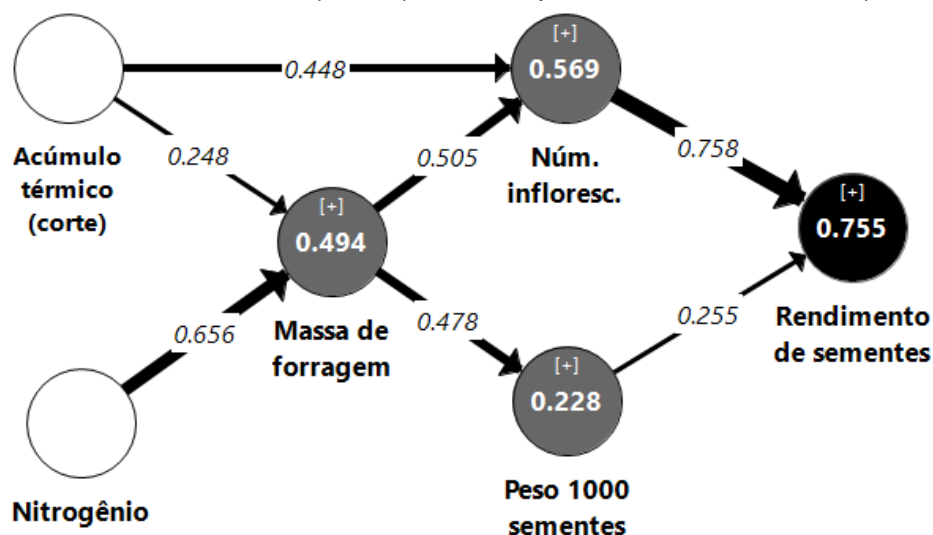 [+]
0.569
0.448
Acúmulo
térmico
(corte)
0.248
0.505
Núm.
infloresc.
0.758
[+]
0.494
[+]
0.755
0.656
Massa de
forragem
0.478
0.255
Rendimento
de sementes
[+]
0.228
Nitrogênio
Peso 1000
sementes